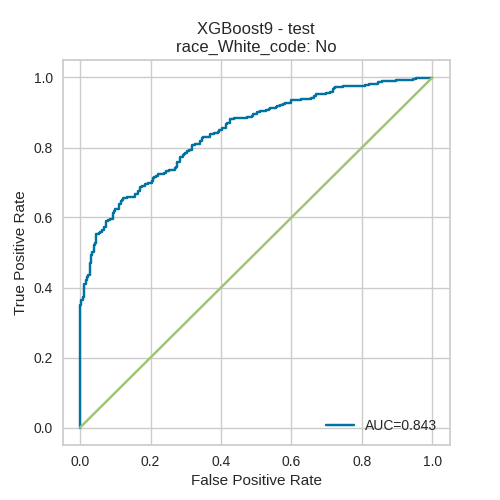 XGBoost9 - test
race_White_code: No
1.0
0.8
0.6
0.4
0.2
0.0
True Positive Rate
AUC=0.843
0.0 0.2 0.4 0.6 0.8 1.0
False Positive Rate